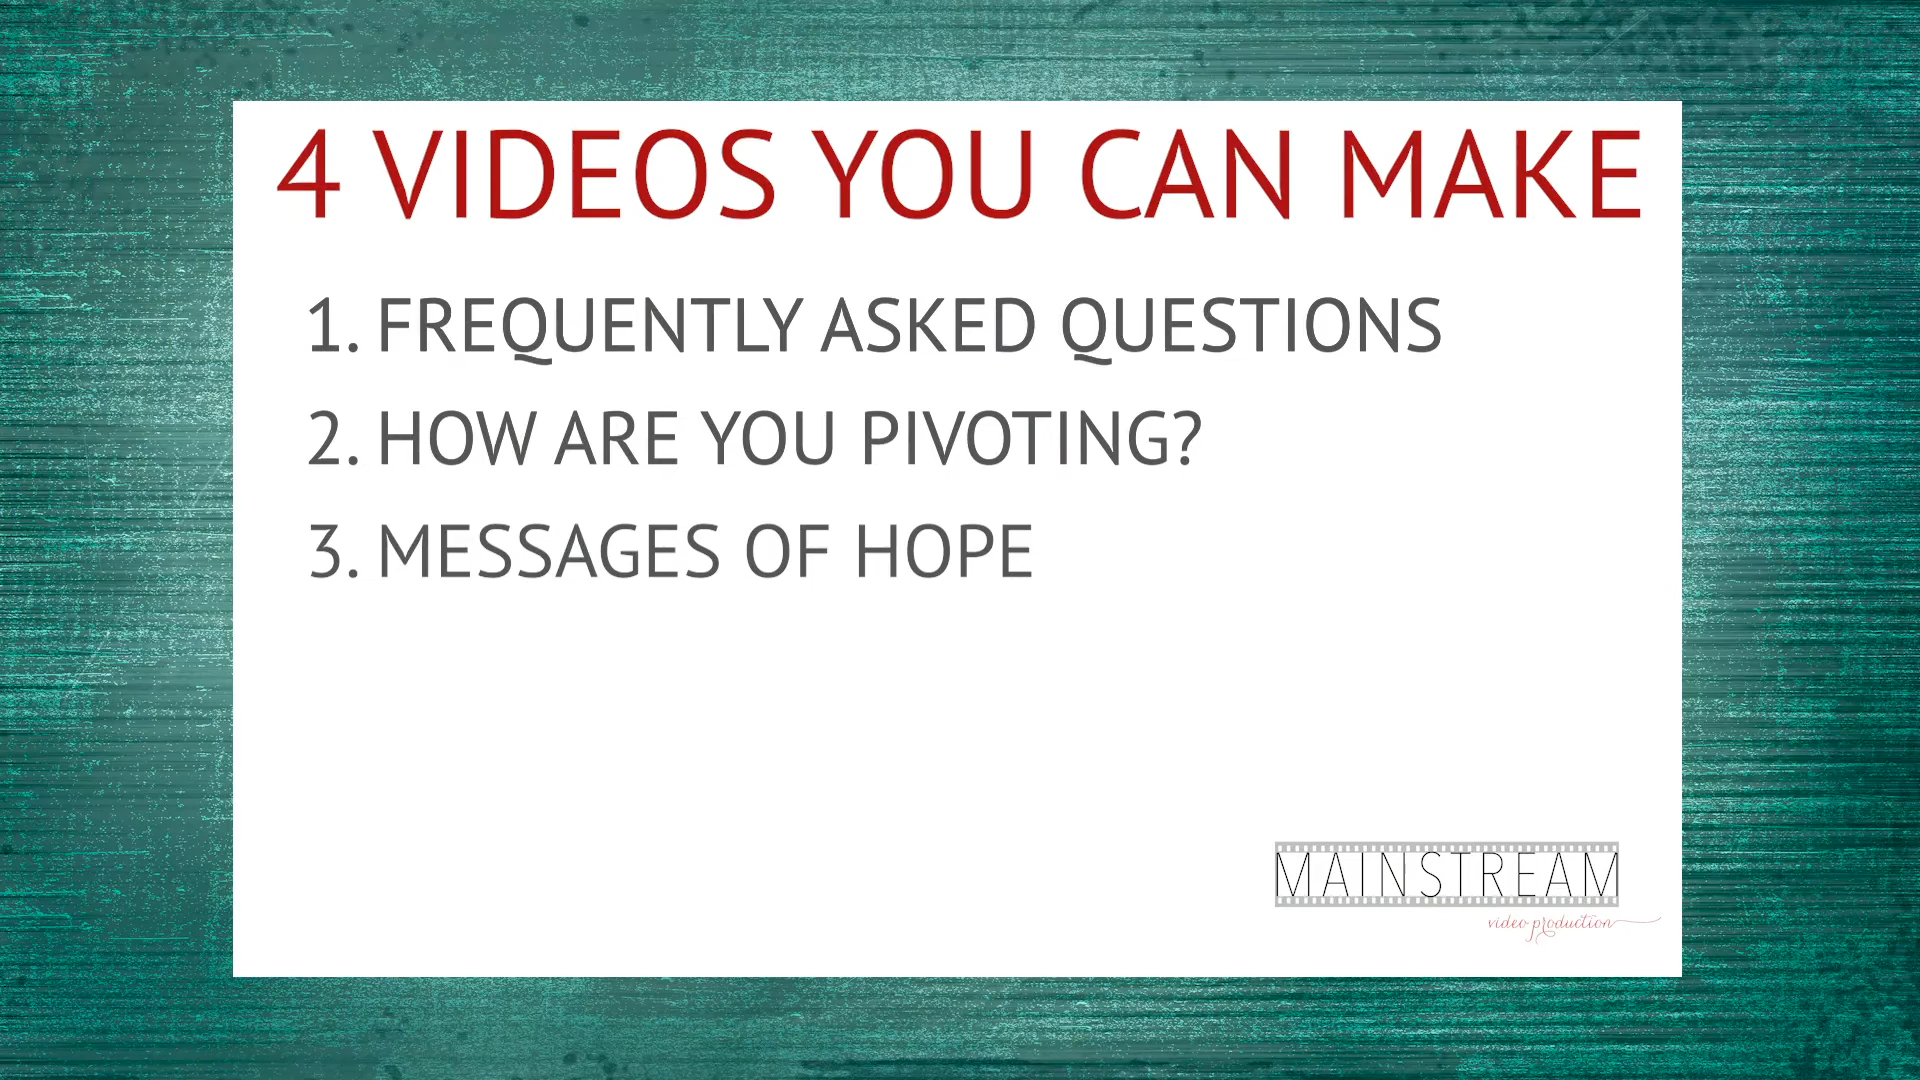 4 VIDEOS YOU CAN MAKE
1. FREQUENTLY ASKED QUESTIONS
2. HOW ARE YOU PIVOTING?
3. MESSAGES OF HOPE
MAINSTREAM
video production